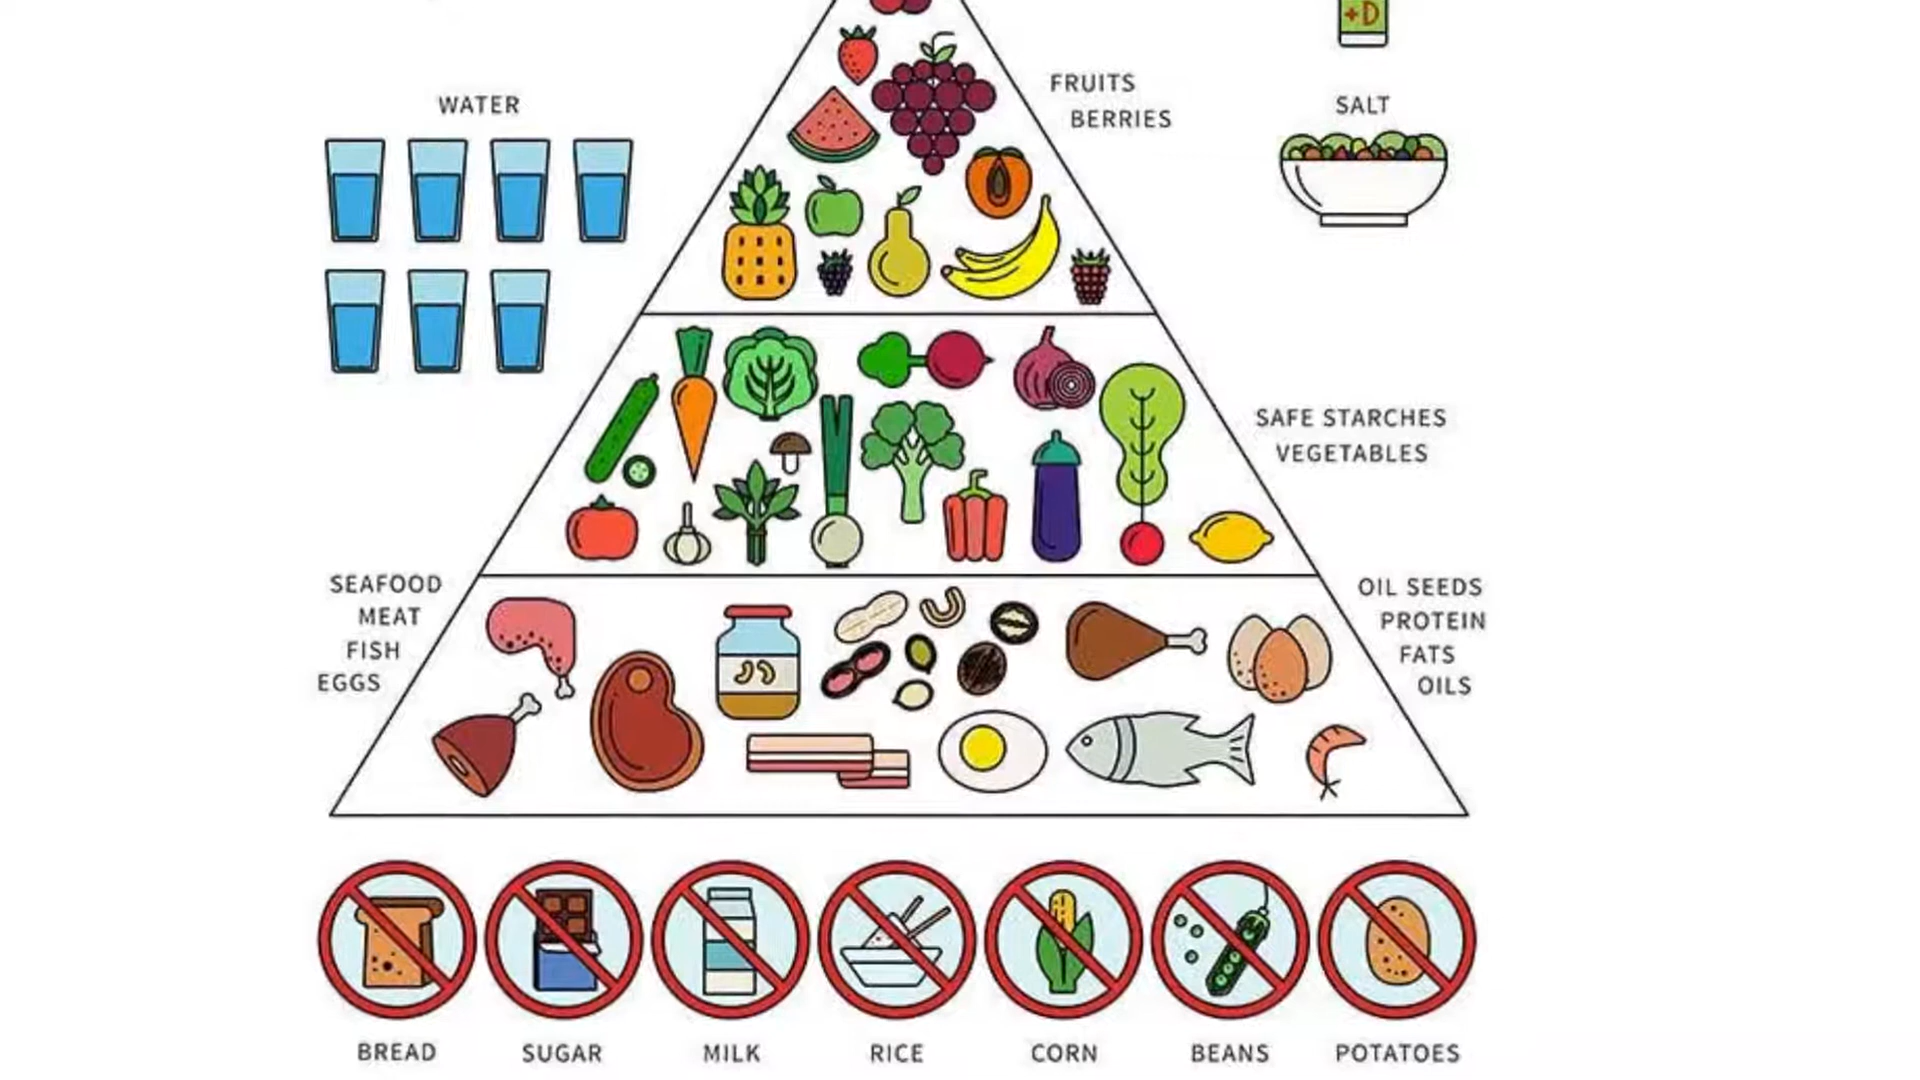 +D
FRUITS
BERRIES
WATER
SALT
SAFE STARCHES
VEGETABLES
SEAFOOD
MEAT
FISH
EGGS
OIL SEEDS
PROTEIN
FATS
OILS
BREAD
SUGAR
MILK
RICE
CORN
BEANS
POTATOES